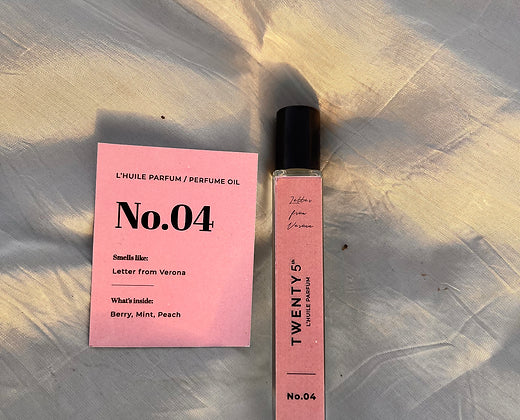 L'HUILE PARFUM / PERFUME OIL
No.04
Smells like:
Letter from Verona
What's inside:
Berry, Mint, Peach
Letter
from
Verona
TWENTY 5th
L'HUILE PARFUM
No.04